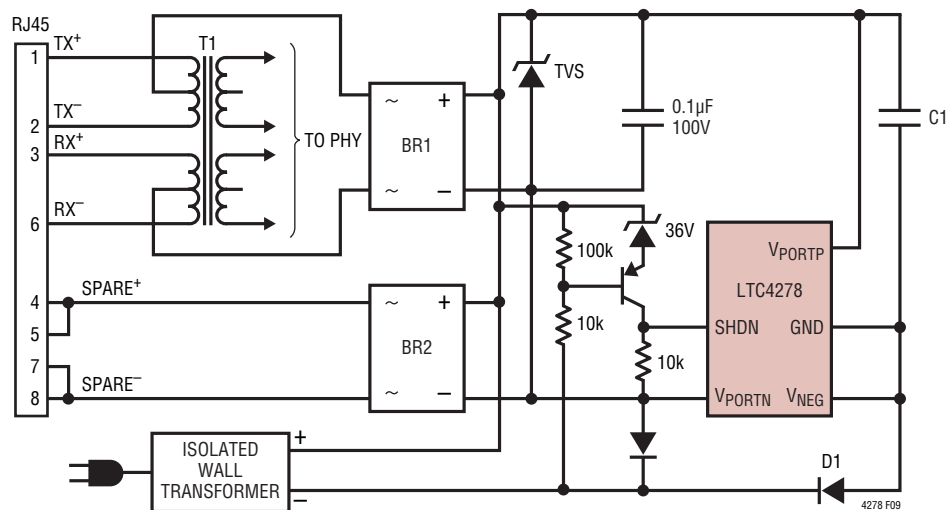 RJ45
1
TX+
T1
2
TX−
3
RX+
6
RX−
TO PHY
~
+
BR1
~
−
TVS
0.1µF
100V
C1
36V
100k
10k
10k
VPORTP
LTC4278
SHDN
GND
VPORTN
VNEG
4
SPARE+
5
7
8
SPARE−
~
+
BR2
~
−
ISOLATED
WALL
TRANSFORMER
+
−
D1
4278 F09